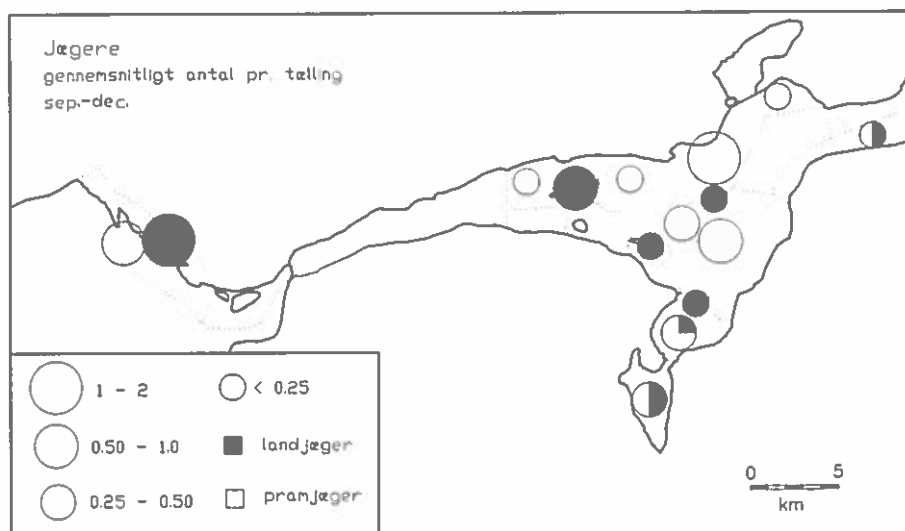 Jægere
gennemsnitligt antal pr. tælling
sep.-dec.
1 - 2
< 0.25
0.50 - 1.0
landjæger
0.25 - 0.50
pramjæger
0 5
km